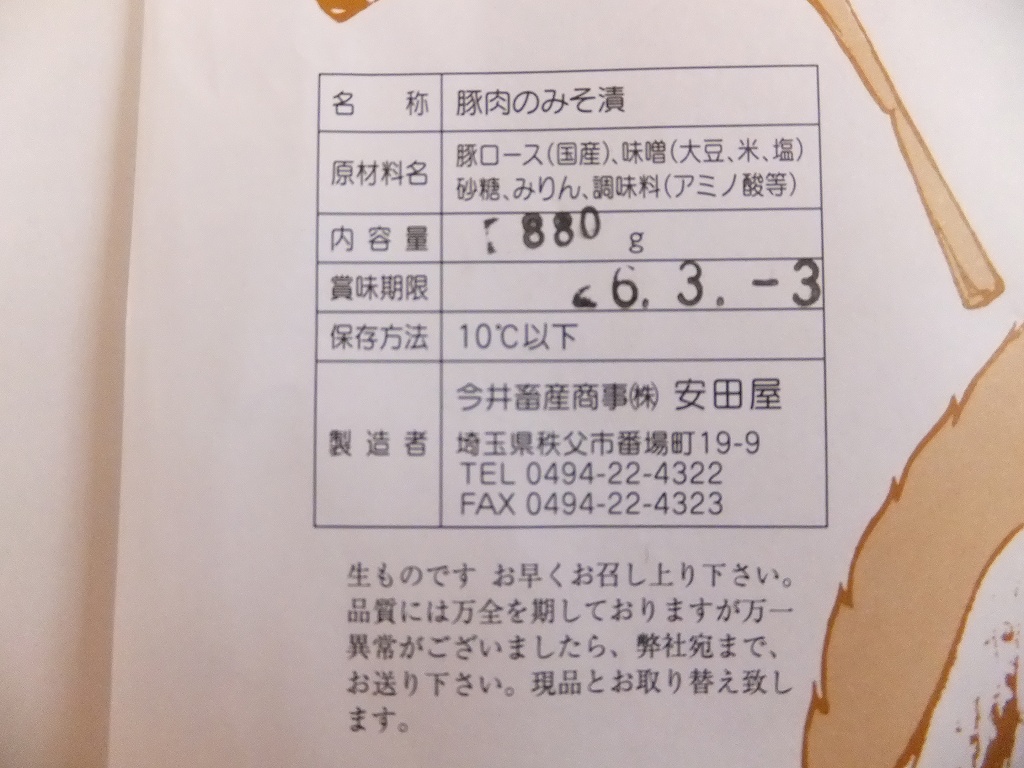 名称 豚肉のみそ漬
原材料名 豚ロース(国産)、味噌(大豆、米、塩)
砂糖、みりん、調味料(アミノ酸等)
内容量 880 g
賞味期限 26.3.-3
保存方法 10℃以下
製造者 今井畜産商事㈱ 安田屋
埼玉県秩父市番場町19-9
TEL 0494-22-4322
FAX 0494-22-4323
生ものです お早くお召し上り下さい。
品質には万全を期しておりますが万一
異常がございましたら、弊社宛まで、
お送り下さい。現品とお取り替え致し
ます。